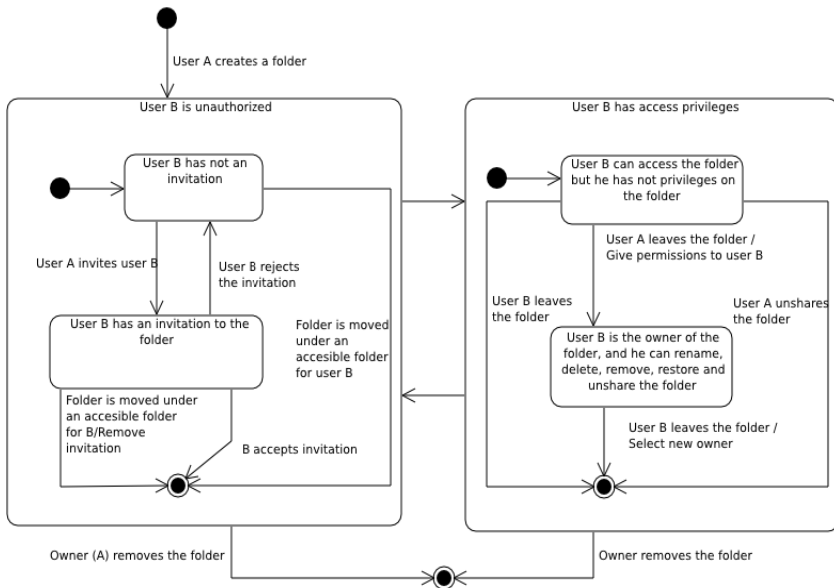 User A creates a folder
User B is unauthorized
User B has access privileges
User B has not an
invitation
User B can access the folder
but he has not privileges on
the folder
User A invites user B
User B rejects
the invitation
User A leaves the folder /
Give permissions to user B
User B leaves
the folder
User A unshares
the folder
User B has an invitation to the
folder
Folder is moved
under an
accesible folder
for user B
User B is the owner of the
folder, and he can rename,
delete, remove, restore and
unshare the folder
Folder is moved under
an accesible folder
for B/Remove
invitation
B accepts invitation
User B leaves the folder /
Select new owner
Owner (A) removes the folder
Owner removes the folder